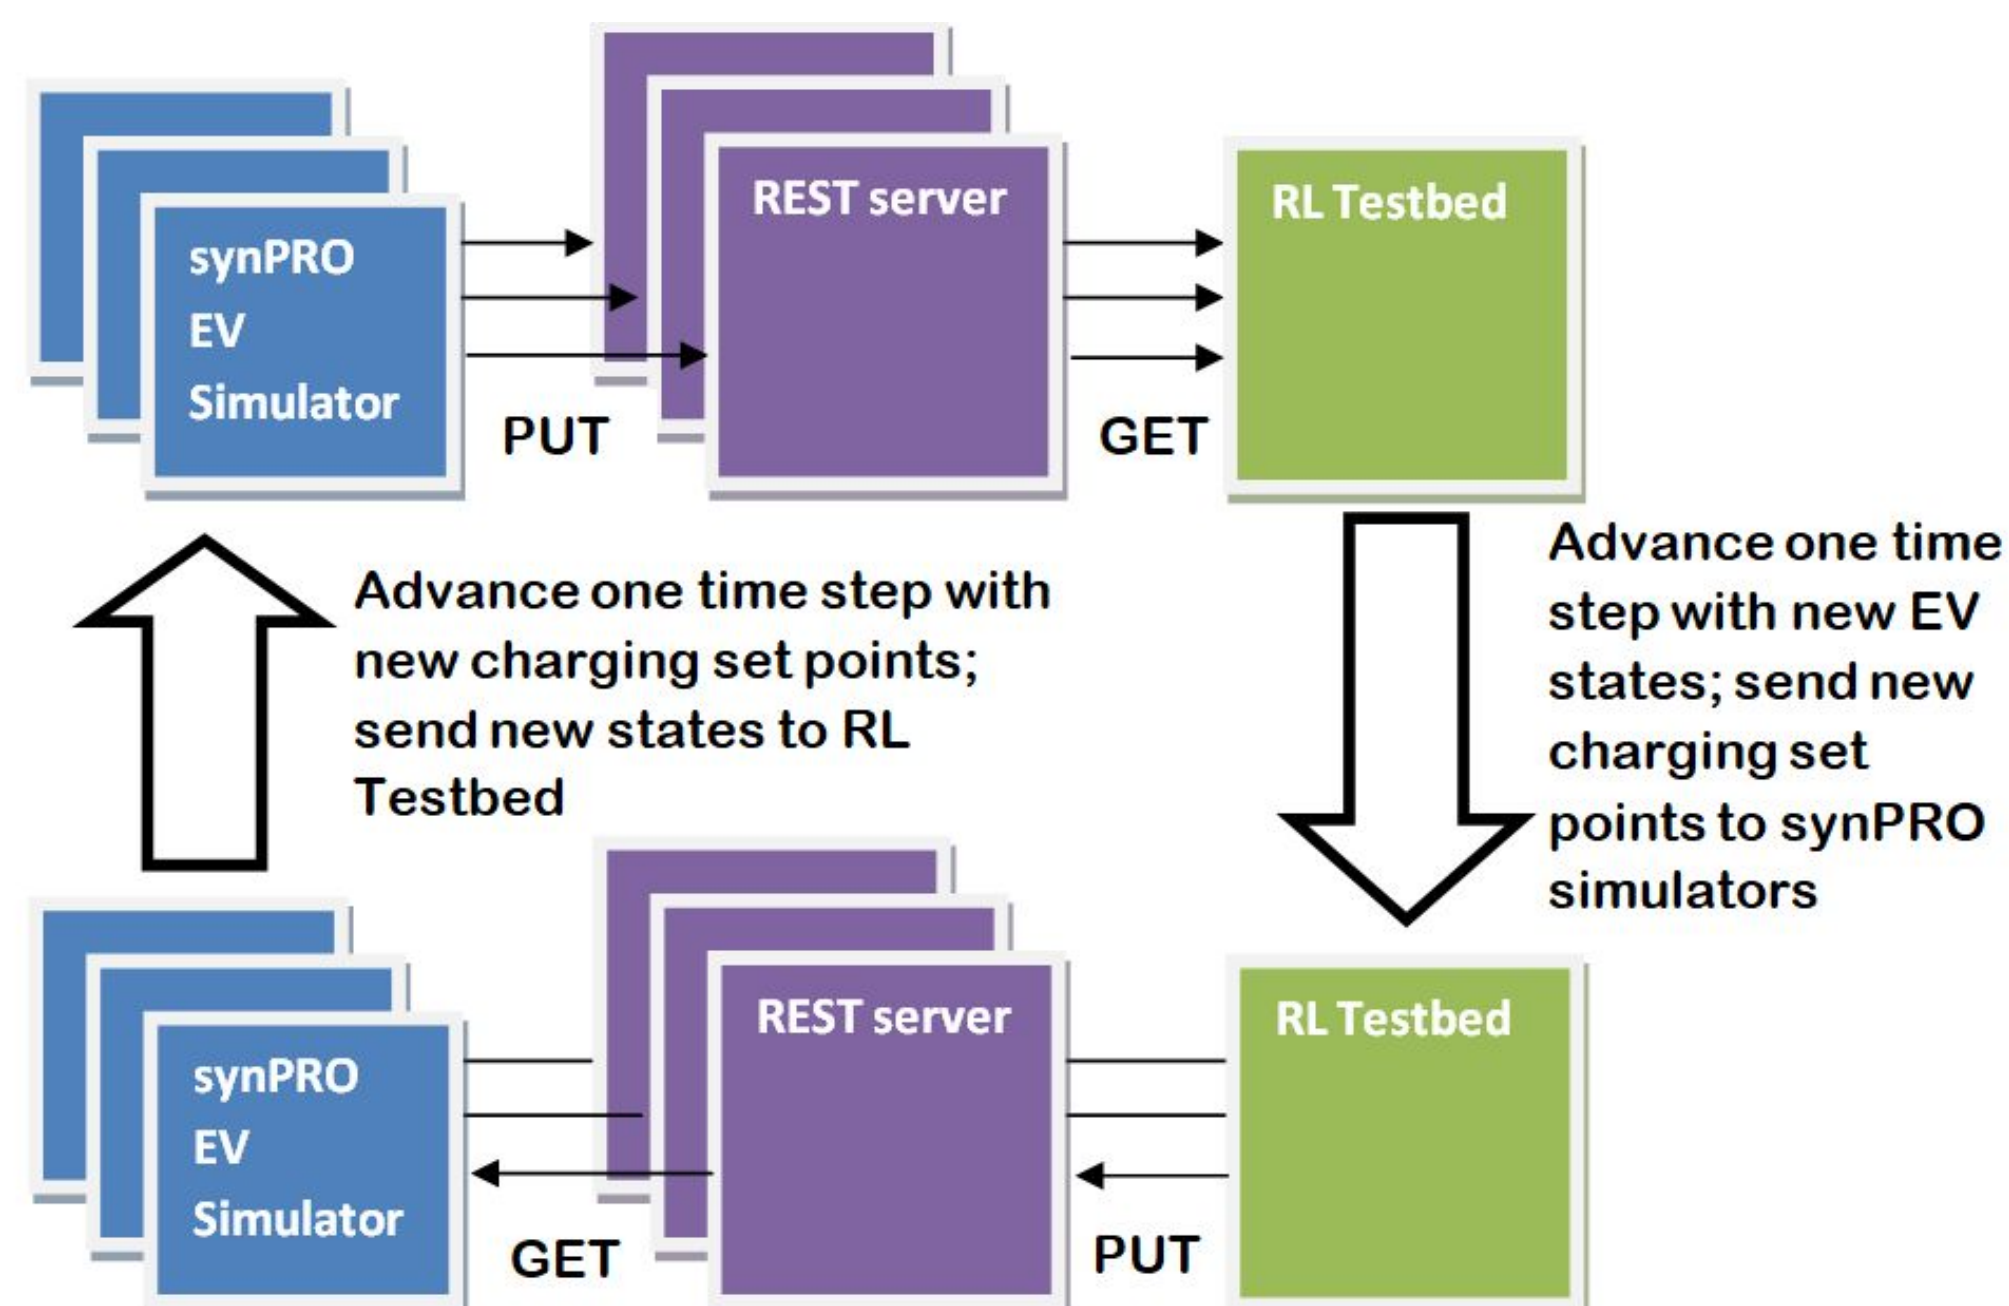 REST server
RL Testbed
synPRO
EV
Simulator
PUT
GET
Advance one time step with
new charging set points;
send new states to RL
Testbed
Advance one time
step with new EV
states; send new
charging set
points to synPRO
simulators
REST server
RL Testbed
synPRO
EV
Simulator
GET
PUT